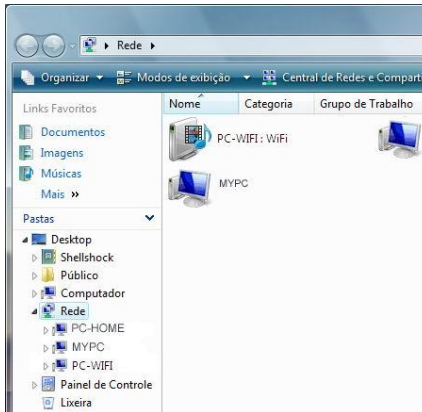 Rede
Organizar
Modos de exibição
Central de Redes e Comparti
Links Favoritos
Documentos
Imagens
Músicas
Mais
Pastas
Desktop
Shellshock
Público
Computador
Rede
PC-HOME
MYPC
PC-WIFI
Painel de Controle
Lixeira
Nome
Categoria
Grupo de Trabalho
PC-WIFI : WiFi
MYPC